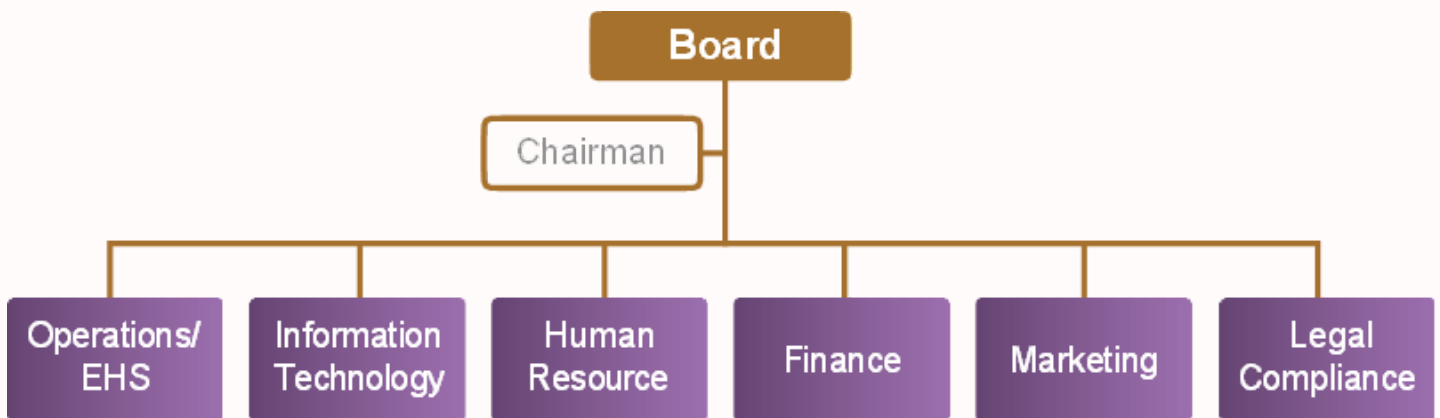 Board
Chairman
Operations/
EHS
Information
Technology
Human
Resource
Finance
Marketing
Legal
Compliance